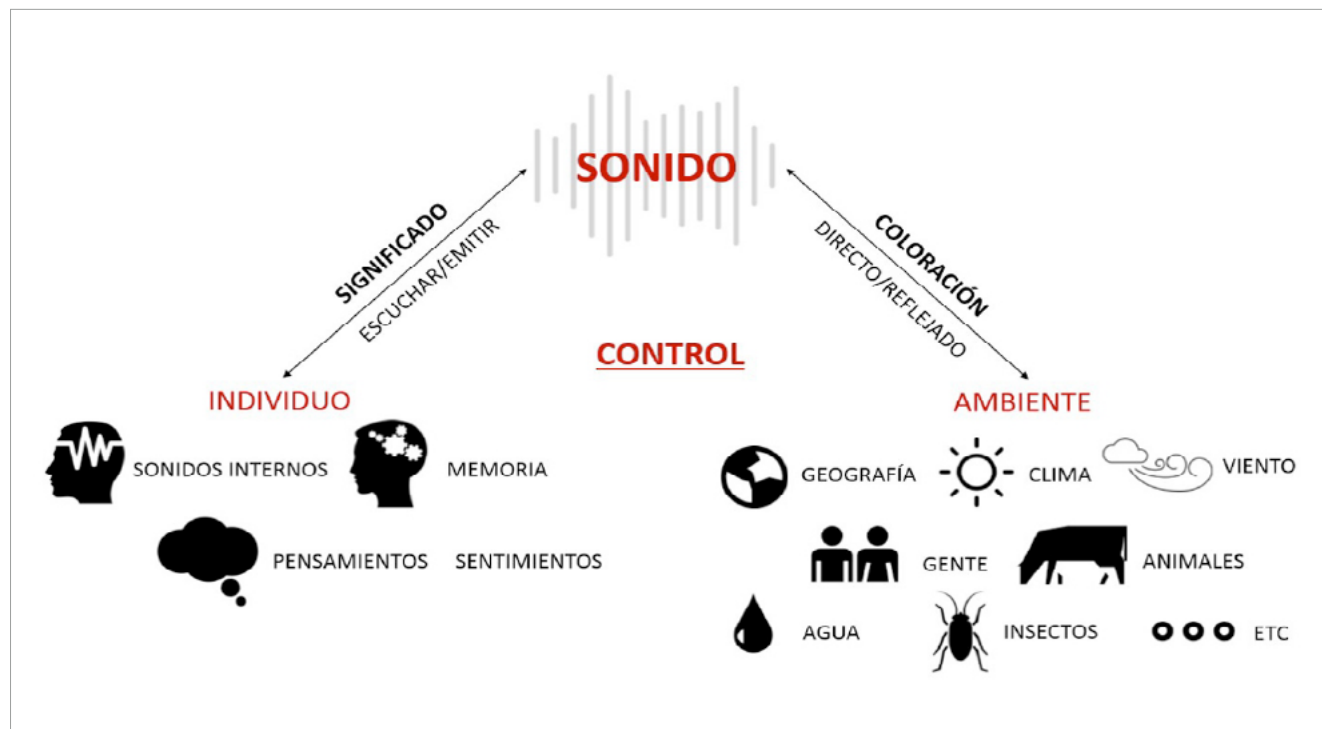 SONIDO
SIGNIFICADO
ESCUCHAR/EMITIR
COLORACIÓN
DIRECTO/REFLEJADO
CONTROL
INDIVIDUO
SONIDOS INTERNOS
MEMORIA
PENSAMIENTOS
SENTIMIENTOS
AMBIENTE
GEOGRAFÍA
CLIMA
VIENTO
GENTE
ANIMALES
AGUA
INSECTOS
ETC